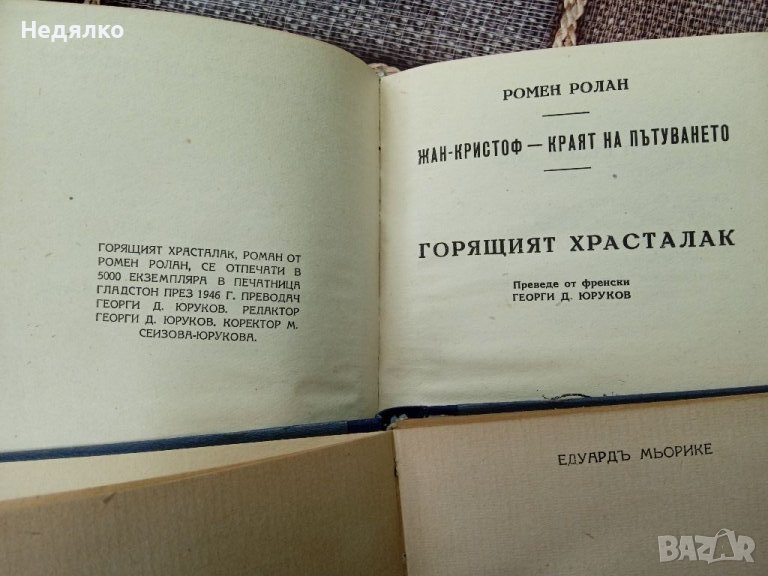 Недялко
ГОРЯЩИЯТ ХРАСТАЛАК, РОМАН ОТ
РОМЕН РОЛАН, СЕ ОТПЕЧАТИ В
5000 ЕКЗЕМПЛЯРА В ПЕЧАТНИЦА
ГЛАДСТОН ПРЕЗ 1946 Г. ПРЕВОДАЧ
ГЕОРГИ Д. ЮРУКОВ. РЕДАКТОР
ГЕОРГИ Д. ЮРУКОВ. КОРЕКТОР М.
СЕИЗОВА-ЮРУКОВА.
РОМЕН РОЛАН
ЖАН-КРИСТОФ — КРАЯТ НА ПЪТУВАНЕТО
ГОРЯЩИЯТ ХРАСТАЛАК
Преведе от френски
ГЕОРГИ Д. ЮРУКОВ
ЕДУАРДЪ МЬОРИКЕ
BAZAR